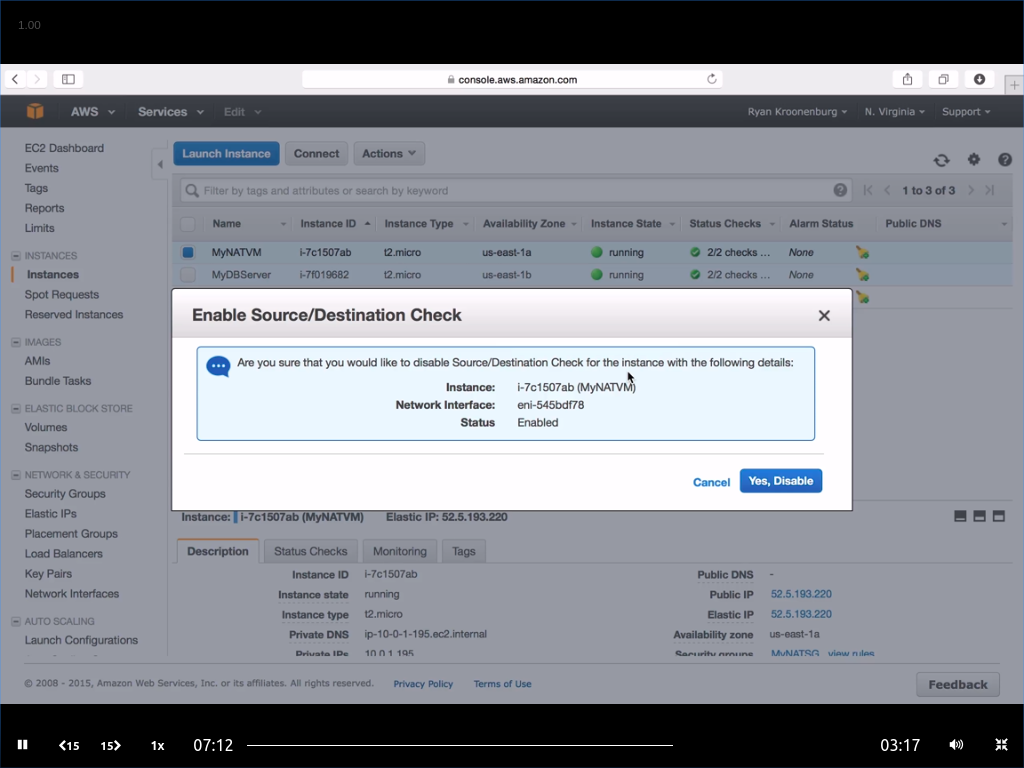 1.00
console.aws.amazon.com
AWS Services Edit Ryan Kroonenburg N. Virginia Support
EC2 Dashboard
Events
Tags
Reports
Limits
INSTANCES
Instances
Spot Requests
Reserved Instances
IMAGES
AMIs
Bundle Tasks
ELASTIC BLOCK STORE
Volumes
Snapshots
NETWORK & SECURITY
Security Groups
Elastic IPs
Placement Groups
Load Balancers
Key Pairs
Network Interfaces
AUTO SCALING
Launch Configurations
Launch Instance Connect Actions
Filter by tags and attributes or search by keyword 1 to 3 of 3
Name Instance ID Instance Type Availability Zone Instance State Status Checks Alarm Status Public DNS
MyNATVM i-7c1507ab t2.micro us-east-1a running 2/2 checks ... None
MyDBServer i-7f019682 t2.micro us-east-1b running 2/2 checks ... None
Enable Source/Destination Check
Are you sure that you would like to disable Source/Destination Check for the instance with the following details:
Instance: i-7c1507ab (MyNATVM)
Network Interface: eni-545bdf78
Status Enabled
Cancel Yes, Disable
Instance: i-7c1507ab (MyNATVM) Elastic IP: 52.5.193.220
Description Status Checks Monitoring Tags
Instance ID i-7c1507ab Public DNS -
Instance state running Public IP 52.5.193.220
Instance type t2.micro Elastic IP 52.5.193.220
Private DNS ip-10-0-1-195.ec2.internal Availability zone us-east-1a
Private IPs 10.0.1.195 Security groups MyNATSG view rules
© 2008 - 2015, Amazon Web Services, Inc. or its affiliates. All rights reserved. Privacy Policy Terms of Use Feedback
15 15 1x 07:12 03:17